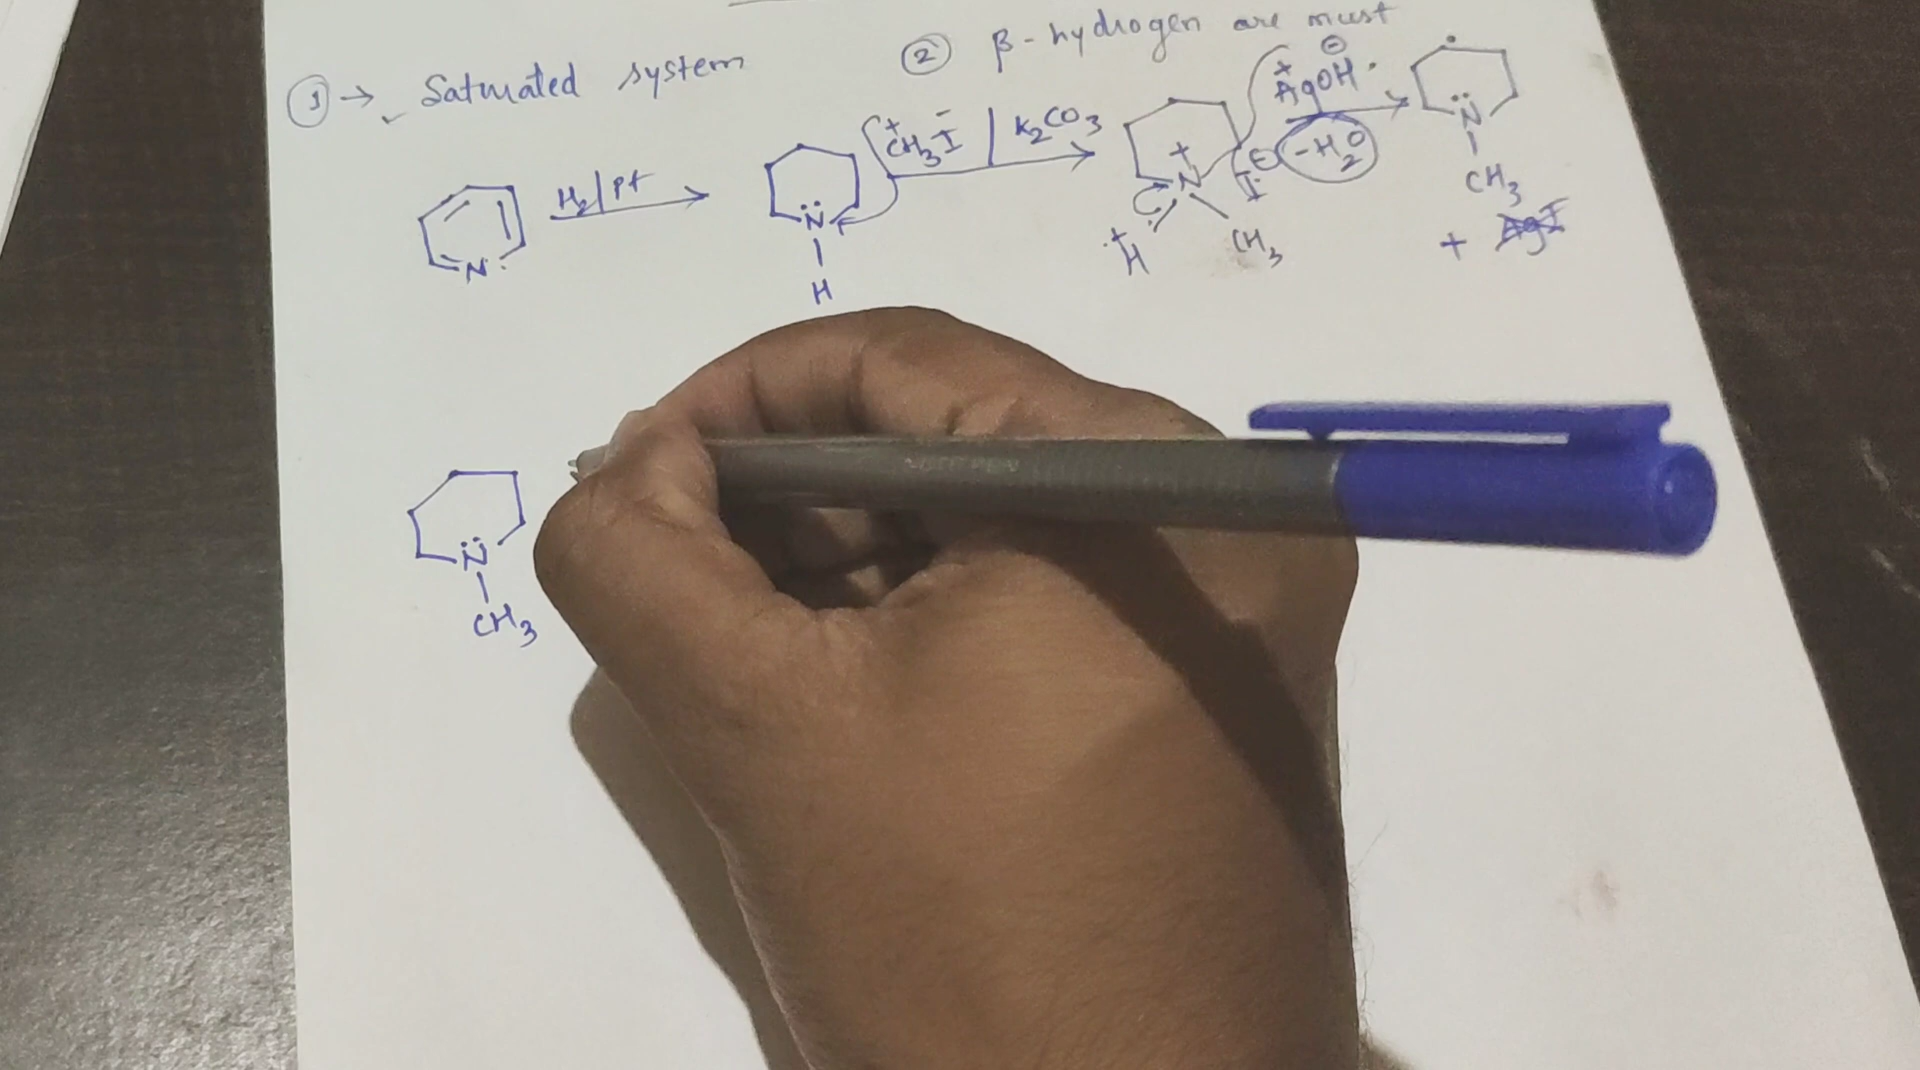 ① → Saturated system
② β-hydrogen are must
H₂/Pt
N
N
H
+ -
CH₃I / K₂CO₃
+
N
H
+
CH₃
I
⊖
+ ⊖
AgOH
-H₂O
N
CH₃
+ AgI
N
CH₃